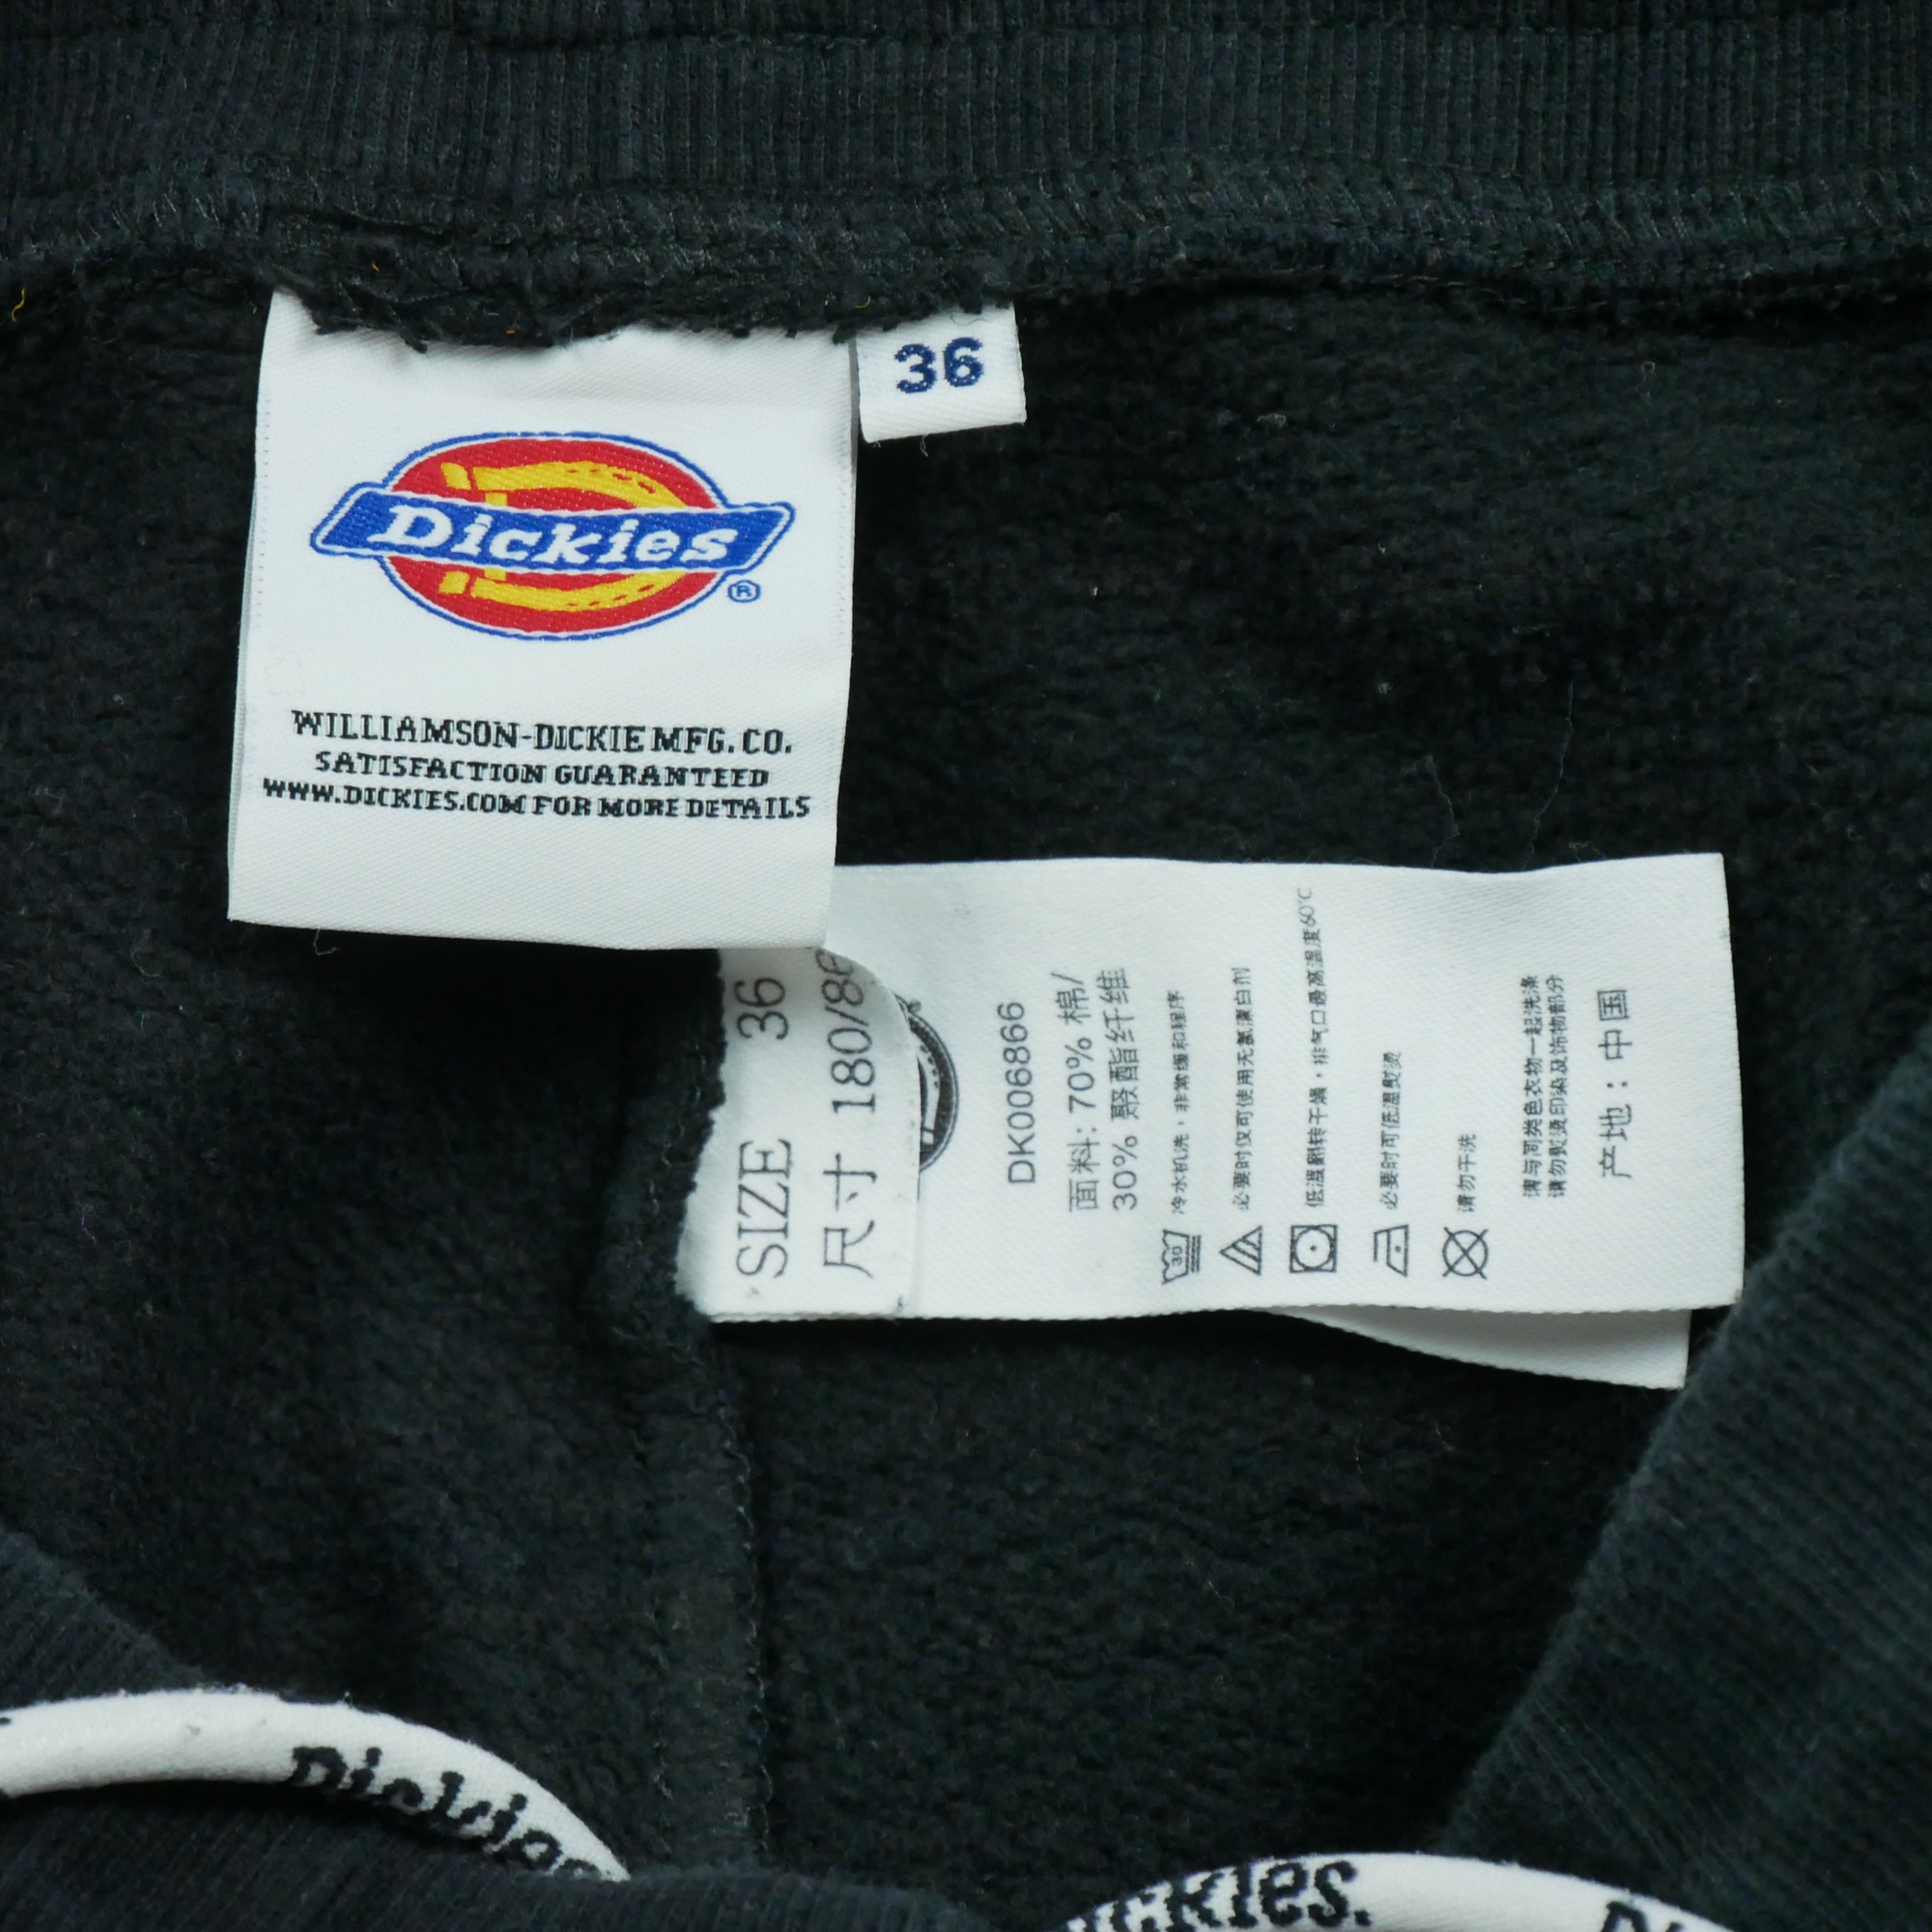 36
Dickies
®
WILLIAMSON-DICKIE MFG. CO.
SATISFACTION GUARANTEED
WWW.DICKIES.COM FOR MORE DETAILS
SIZE 36
尺寸 180/86
DK006866
面料: 70% 棉/
30% 聚酯纤维
30
冷水机洗，非常缓和程序
必要时仅可使用无氯漂白剂
低温翻转干燥，排气口最高温度60℃
必要时可低温熨烫
请勿干洗
请与同类色衣物一起洗涤
请勿熨烫印染及饰物部分
产地：中国
Dickies
ckies.